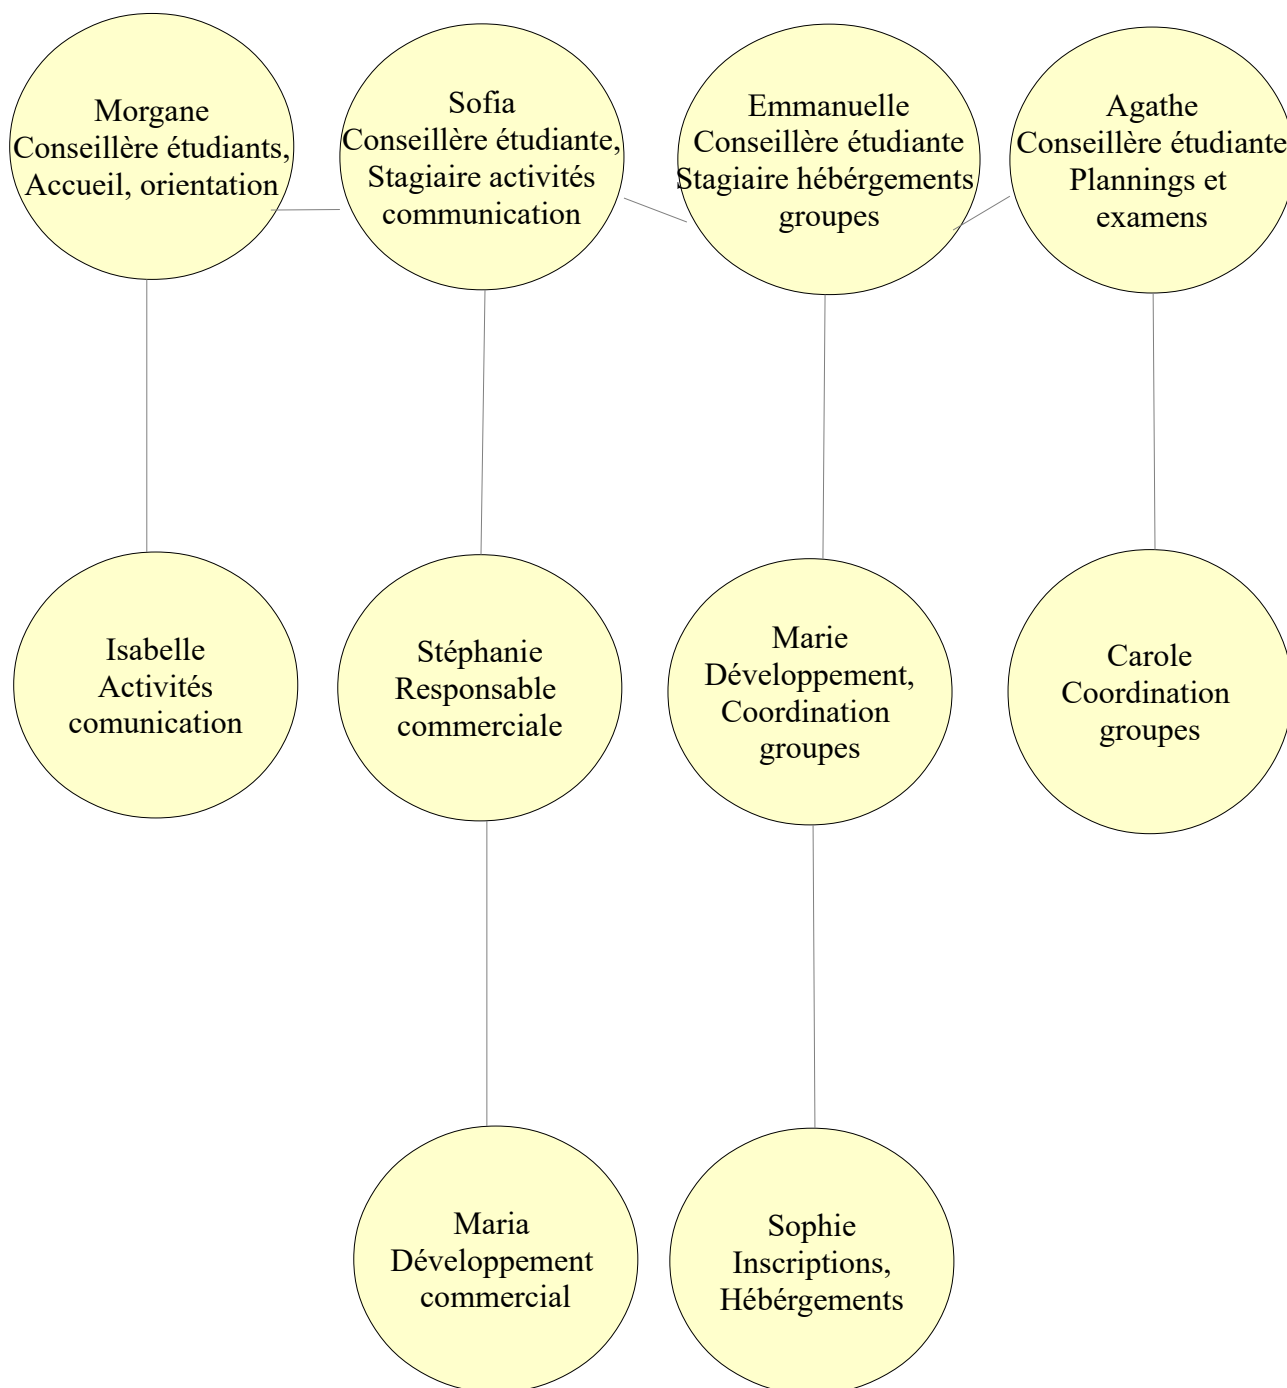 Morgane
Conseillère étudiants,
Accueil, orientation
Sofia
Conseillère étudiante,
Stagiaire activités
communication
Emmanuelle
Conseillère étudiante
Stagiaire hébérgements
groupes
Agathe
Conseillère étudiante
Plannings et
examens
Isabelle
Activités
comunication
Stéphanie
Responsable
commerciale
Marie
Développement,
Coordination
groupes
Carole
Coordination
groupes
Maria
Développement
commercial
Sophie
Inscriptions,
Hébérgements